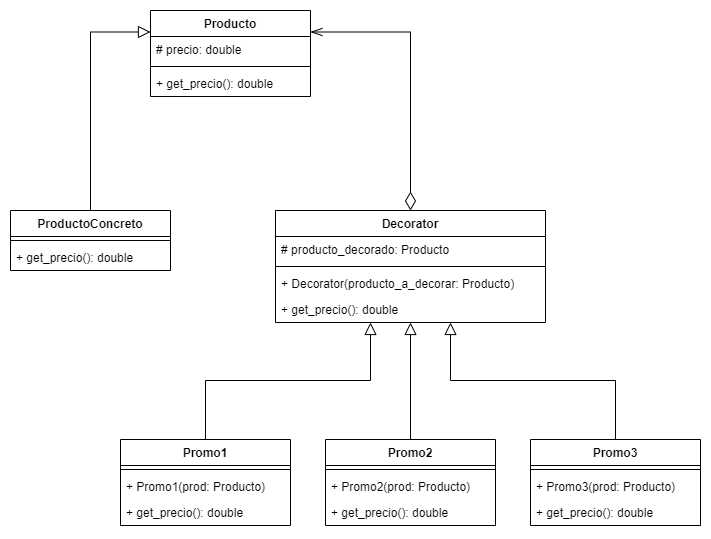 Producto
# precio: double
+ get_precio(): double
ProductoConcreto
+ get_precio(): double
Decorator
# producto_decorado: Producto
+ Decorator(producto_a_decorar: Producto)
+ get_precio(): double
Promo1
+ Promo1(prod: Producto)
+ get_precio(): double
Promo2
+ Promo2(prod: Producto)
+ get_precio(): double
Promo3
+ Promo3(prod: Producto)
+ get_precio(): double